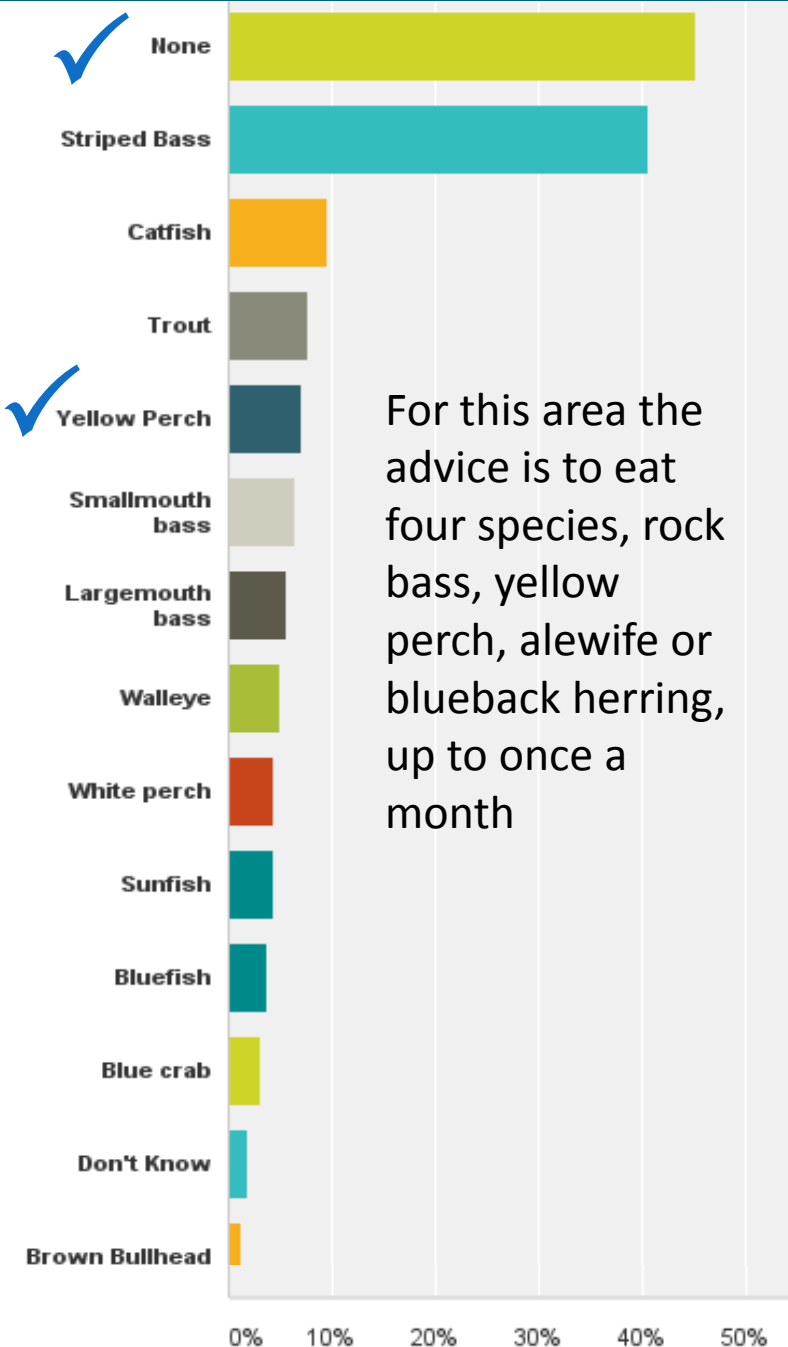 None
Striped Bass
Catfish
Trout
Yellow Perch
Smallmouth
bass
Largemouth
bass
Walleye
White perch
Sunfish
Bluefish
Blue crab
Don't Know
Brown Bullhead
For this area the
advice is to eat
four species, rock
bass, yellow
perch, alewife or
blueback herring,
up to once a
month
0% 10% 20% 30% 40% 50%